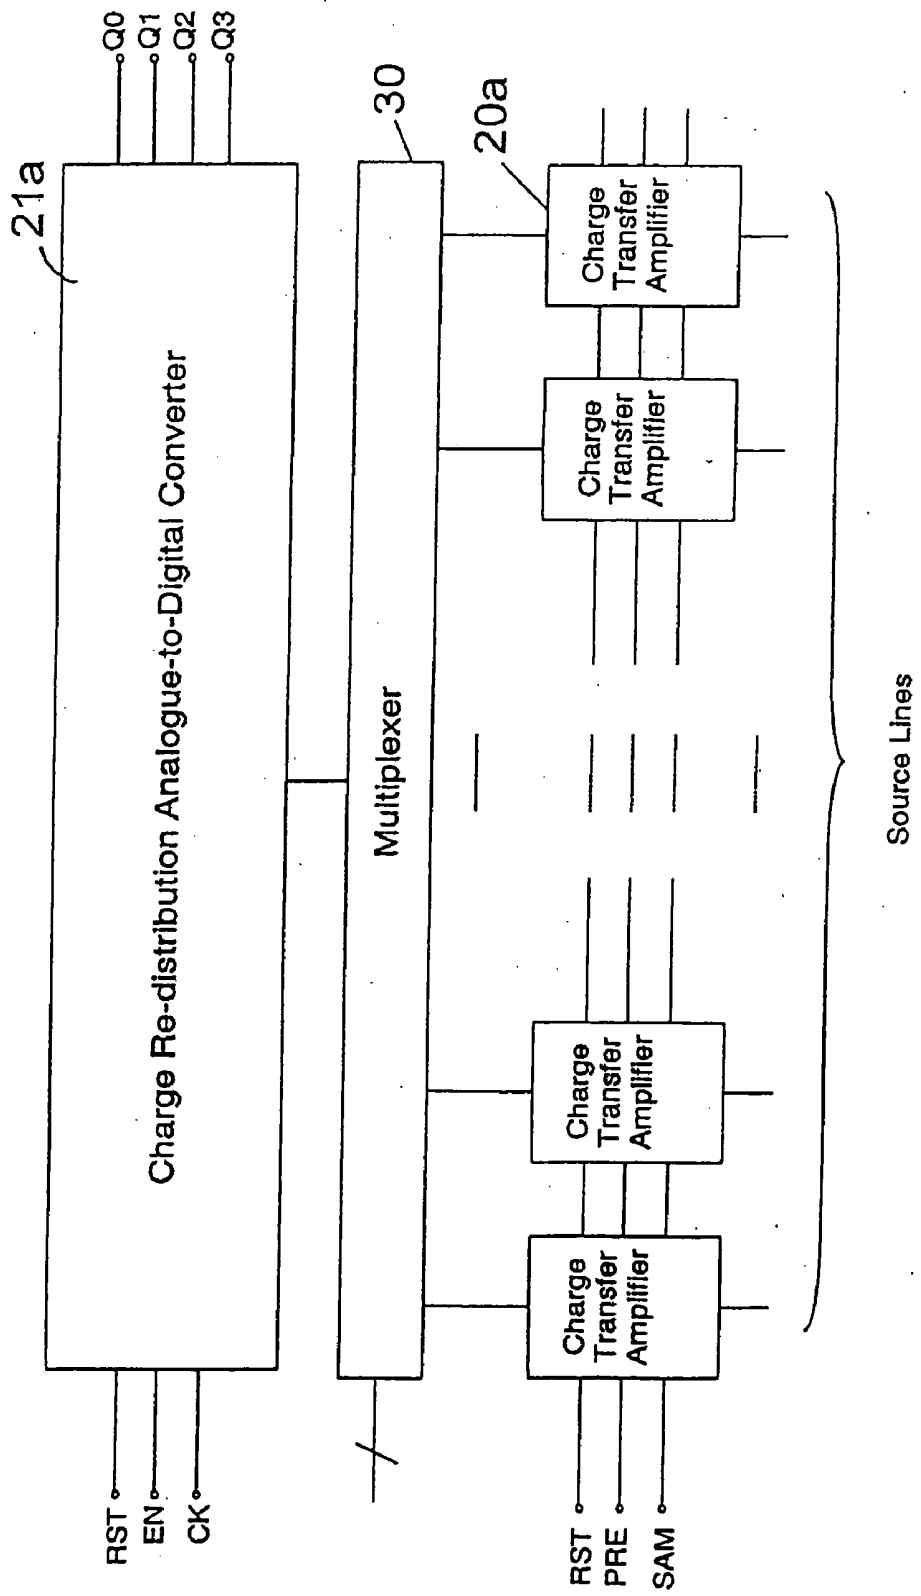 21a
RST
EN
CK
Charge Re-distribution Analogue-to-Digital Converter
Q0
Q1
Q2
Q3
Multiplexer
30
20a
RST
PRE
SAM
Charge
Transfer
Amplifier
Charge
Transfer
Amplifier
Charge
Transfer
Amplifier
Charge
Transfer
Amplifier
Source Lines